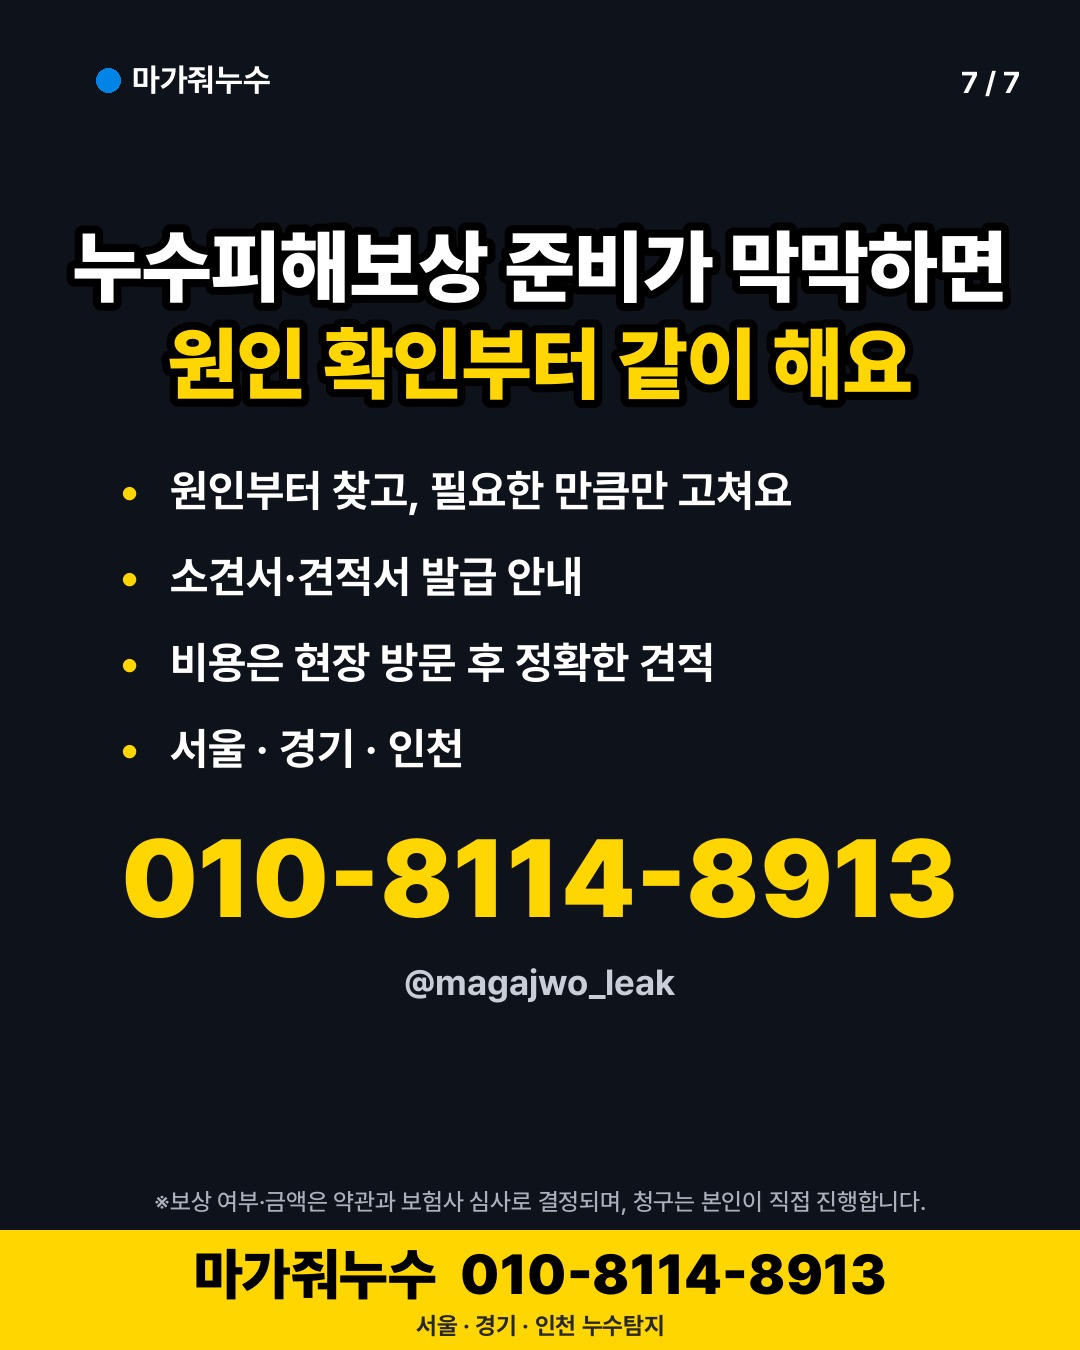 마가줘누수
7 / 7
누수피해보상 준비가 막막하면
원인 확인부터 같이 해요
• 원인부터 찾고, 필요한 만큼만 고쳐요
• 소견서·견적서 발급 안내
• 비용은 현장 방문 후 정확한 견적
• 서울 · 경기 · 인천
010-8114-8913
@magajwo_leak
※보상 여부·금액은 약관과 보험사 심사로 결정되며, 청구는 본인이 직접 진행합니다.
마가줘누수 010-8114-8913
서울 · 경기 · 인천 누수탐지